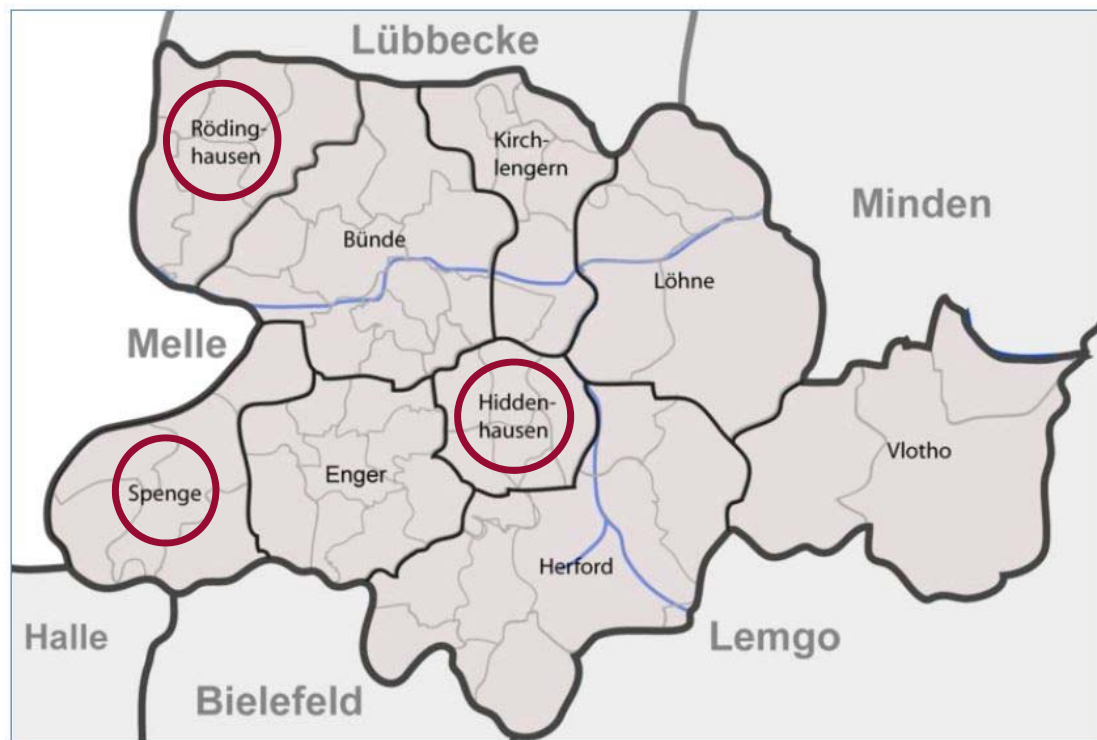 Lübbecke
Röding-
hausen
Kirch-
lengern
Minden
Bünde
Löhne
Melle
Hidden-
hausen
Vlotho
Enger
Spenge
Herford
Halle
Lemgo
Bielefeld